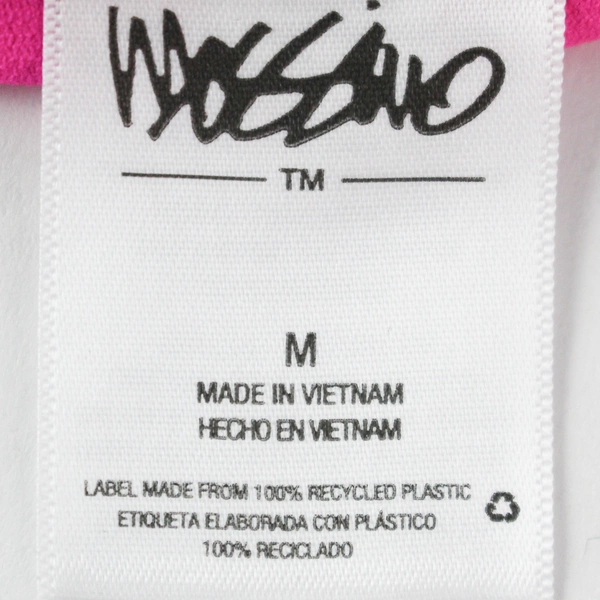 Mossimo
TM
M
MADE IN VIETNAM
HECHO EN VIETNAM
LABEL MADE FROM 100% RECYCLED PLASTIC
ETIQUETA ELABORADA CON PLÁSTICO
100% RECICLADO